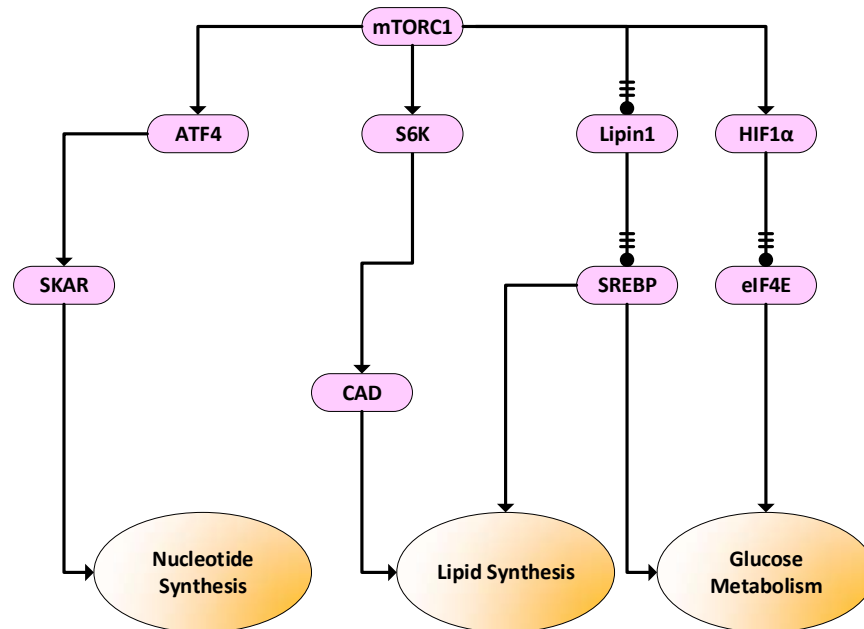 mTORC1
ATF4
S6K
Lipin1
HIF1α
SKAR
SREBP
eIF4E
CAD
Nucleotide
Synthesis
Lipid Synthesis
Glucose
Metabolism